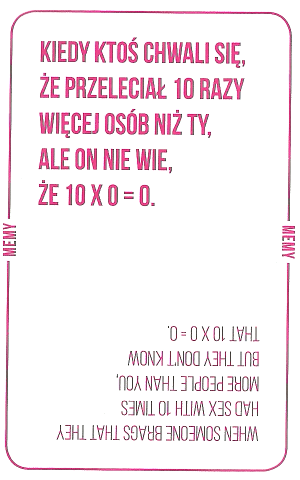 KIEDY KTOŚ CHWALI SIĘ,
ŻE PRZELECIAŁ 10 RAZY
WIĘCEJ OSÓB NIŻ TY,
ALE ON NIE WIE,
ŻE 10 X 0 = 0.
MEMY
MEMY
WHEN SOMEONE BRAGS THAT THEY
HAD SEX WITH 10 TIMES
MORE PEOPLE THAN YOU,
BUT THEY DON'T KNOW
THAT 10 X 0 = 0.